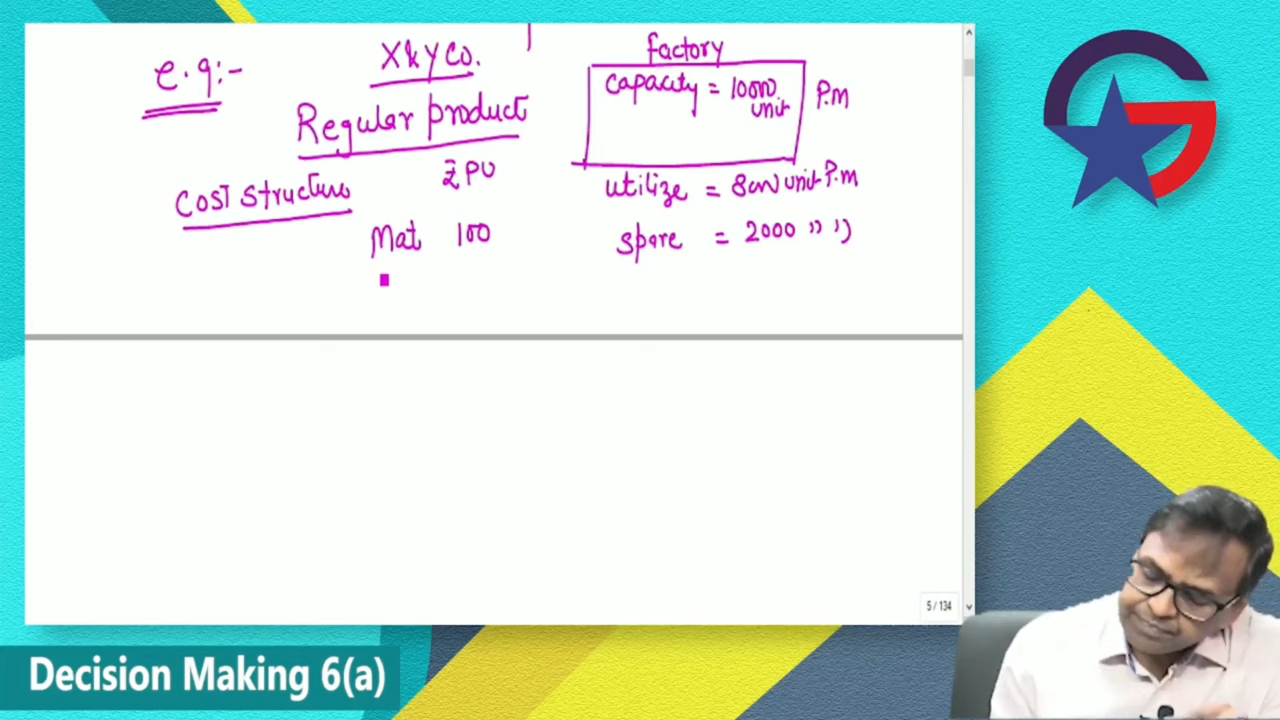 e.g:-
X & Y Co.
Regular product
Cost structure
₹ PU
Mat 100
factory
capacity = 10000 unit P.m
utilize = 8000 unit P.m
spare = 2000 " "
5 / 134
Decision Making 6(a)